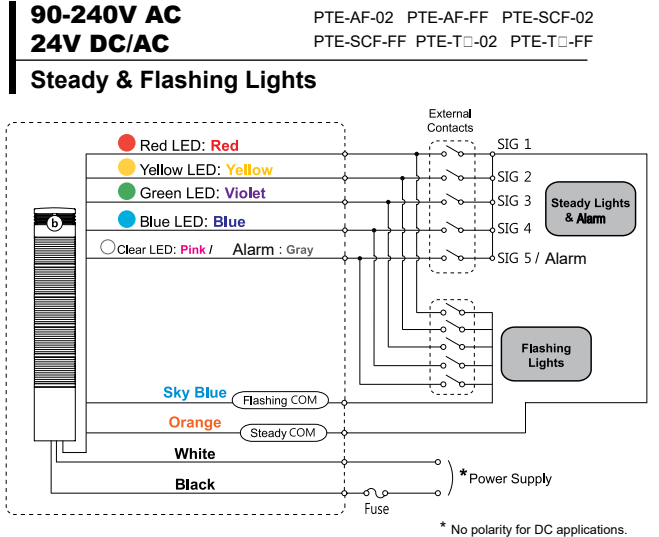 90-240V AC
24V DC/AC
PTE-AF-02 PTE-AF-FF PTE-SCF-02
PTE-SCF-FF PTE-T□-02 PTE-T□-FF
Steady & Flashing Lights
External
Contacts
Red LED: Red
SIG 1
Yellow LED: Yellow
SIG 2
Green LED: Violet
SIG 3
Blue LED: Blue
SIG 4
Clear LED: Pink / Alarm : Gray
SIG 5 / Alarm
Steady Lights
& Alarm
b
Flashing
Lights
Sky Blue
Flashing COM
Orange
Steady COM
White
Black
Fuse
*Power Supply
* No polarity for DC applications.